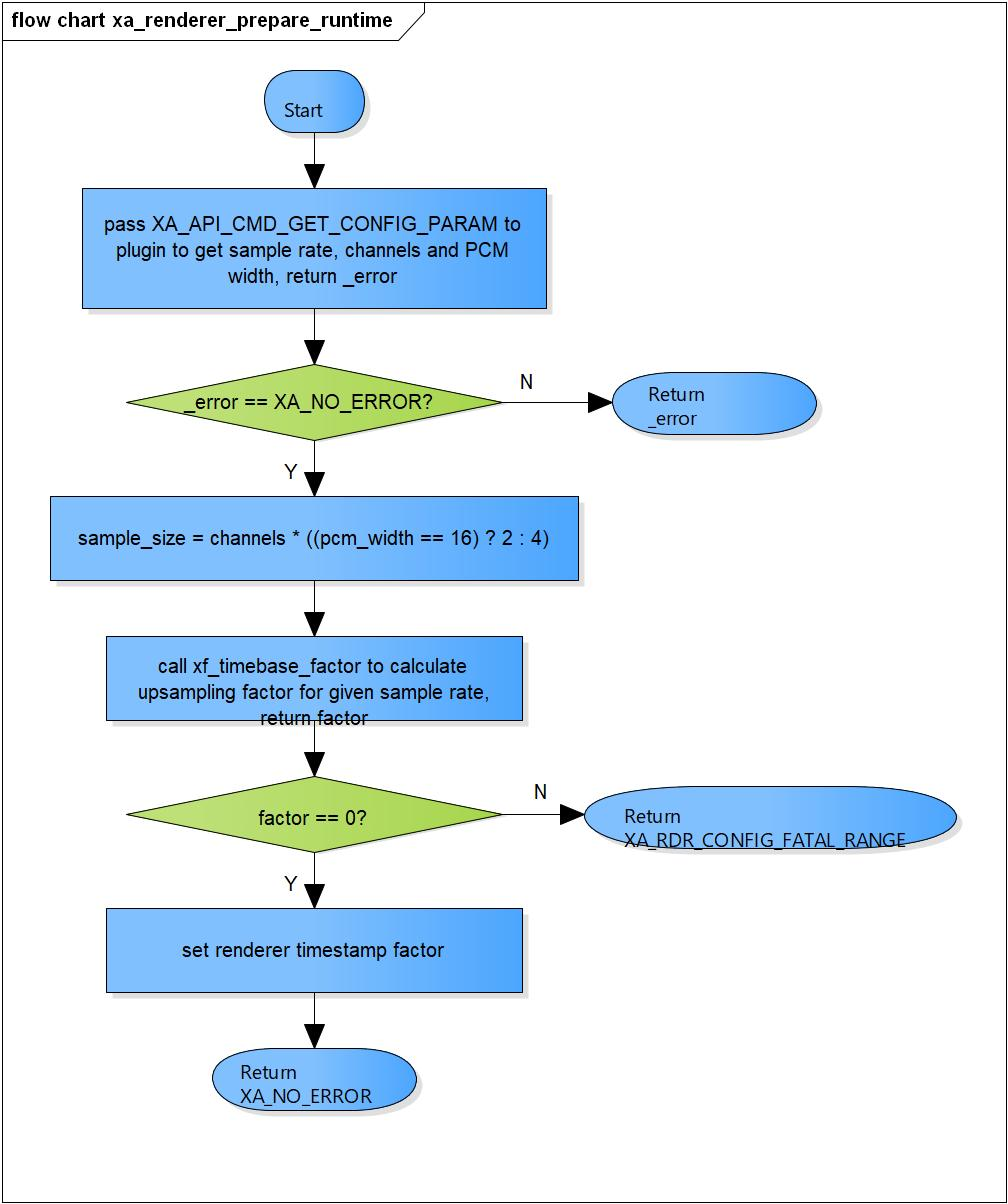 flow chart xa_renderer_prepare_runtime
Start
pass XA_API_CMD_GET_CONFIG_PARAM to
plugin to get sample rate, channels and PCM
width, return _error
_error == XA_NO_ERROR?
N
Return
_error
Y
sample_size = channels * ((pcm_width == 16) ? 2 : 4)
call xf_timebase_factor to calculate
upsampling factor for given sample rate,
return factor
factor == 0?
N
Return
XA_RDR_CONFIG_FATAL_RANGE
Y
set renderer timestamp factor
Return
XA_NO_ERROR